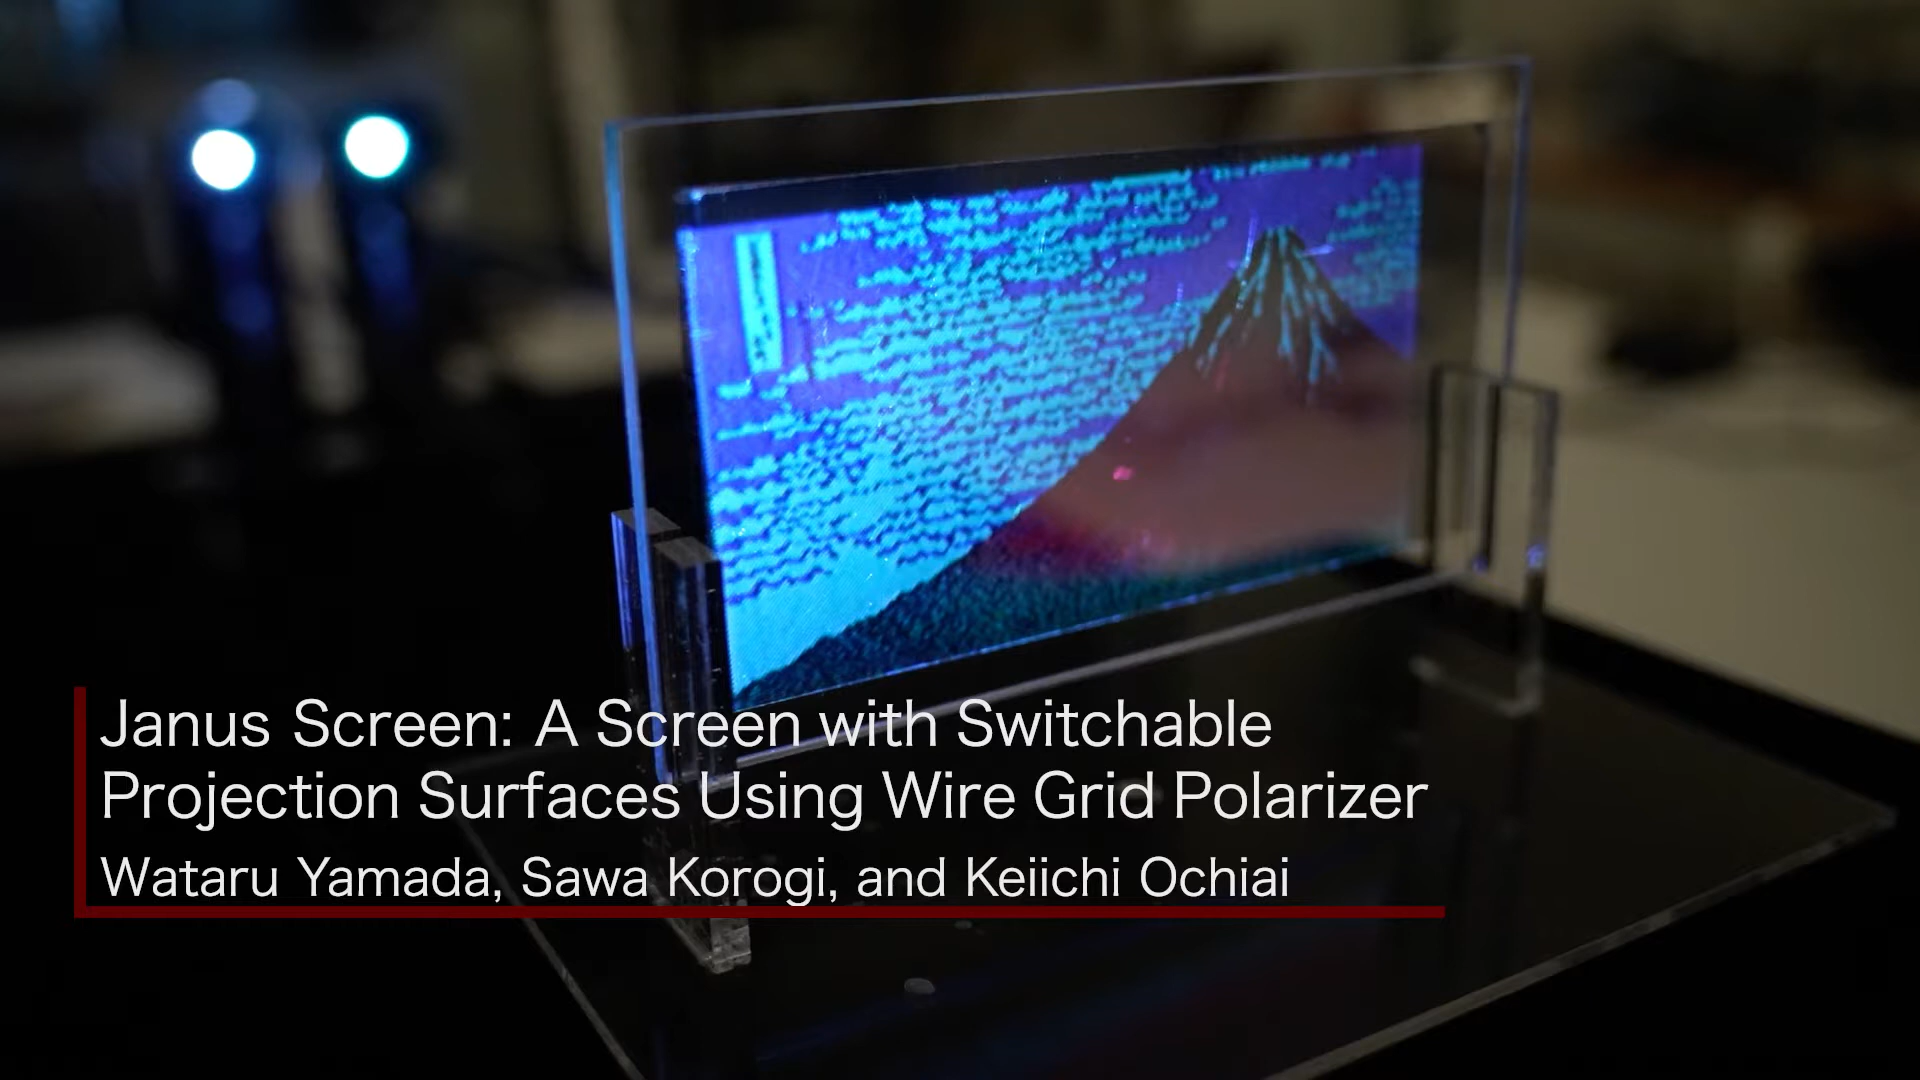 Janus Screen: A Screen with Switchable
Projection Surfaces Using Wire Grid Polarizer
Wataru Yamada, Sawa Korogi, and Keiichi Ochiai